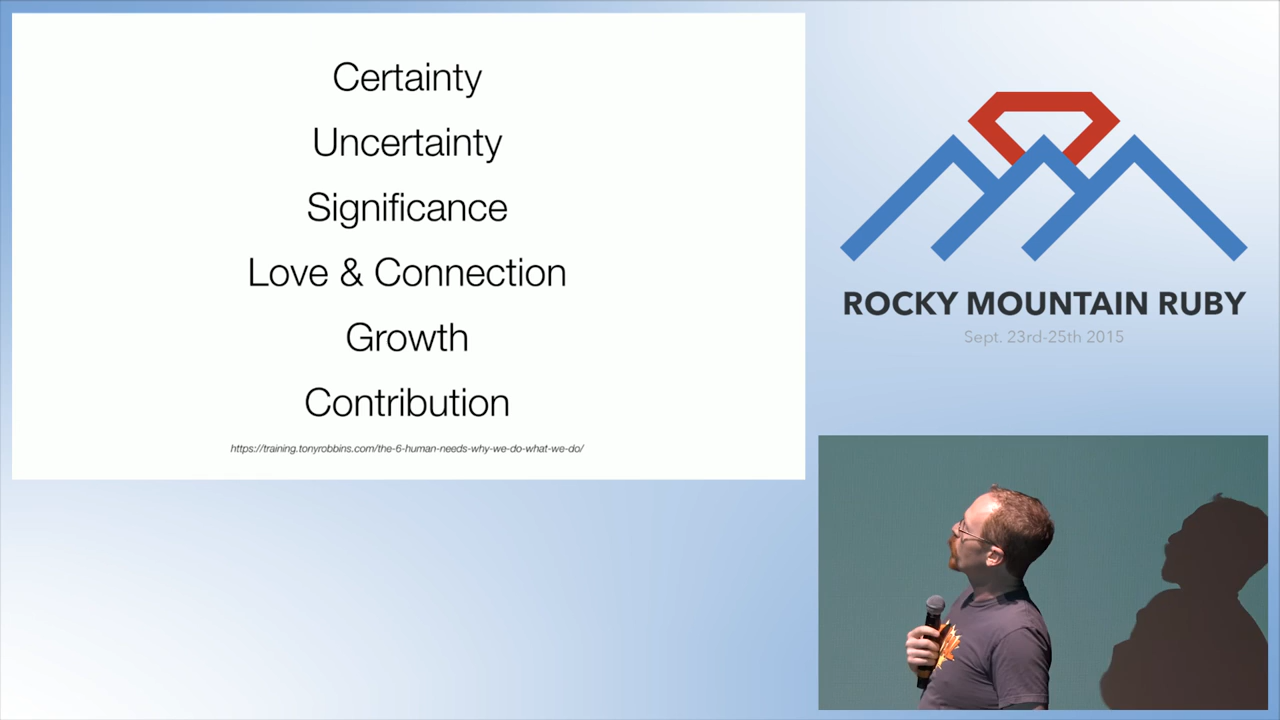 Certainty
Uncertainty
Significance
Love & Connection
Growth
Contribution
https://training.tonyrobbins.com/the-6-human-needs-why-we-do-what-we-do/
ROCKY MOUNTAIN RUBY
Sept. 23rd-25th 2015